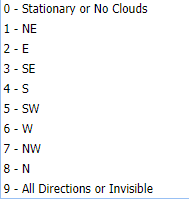 0 - Stationary or No Clouds
1 - NE
2 - E
3 - SE
4 - S
5 - SW
6 - W
7 - NW
8 - N
9 - All Directions or Invisible